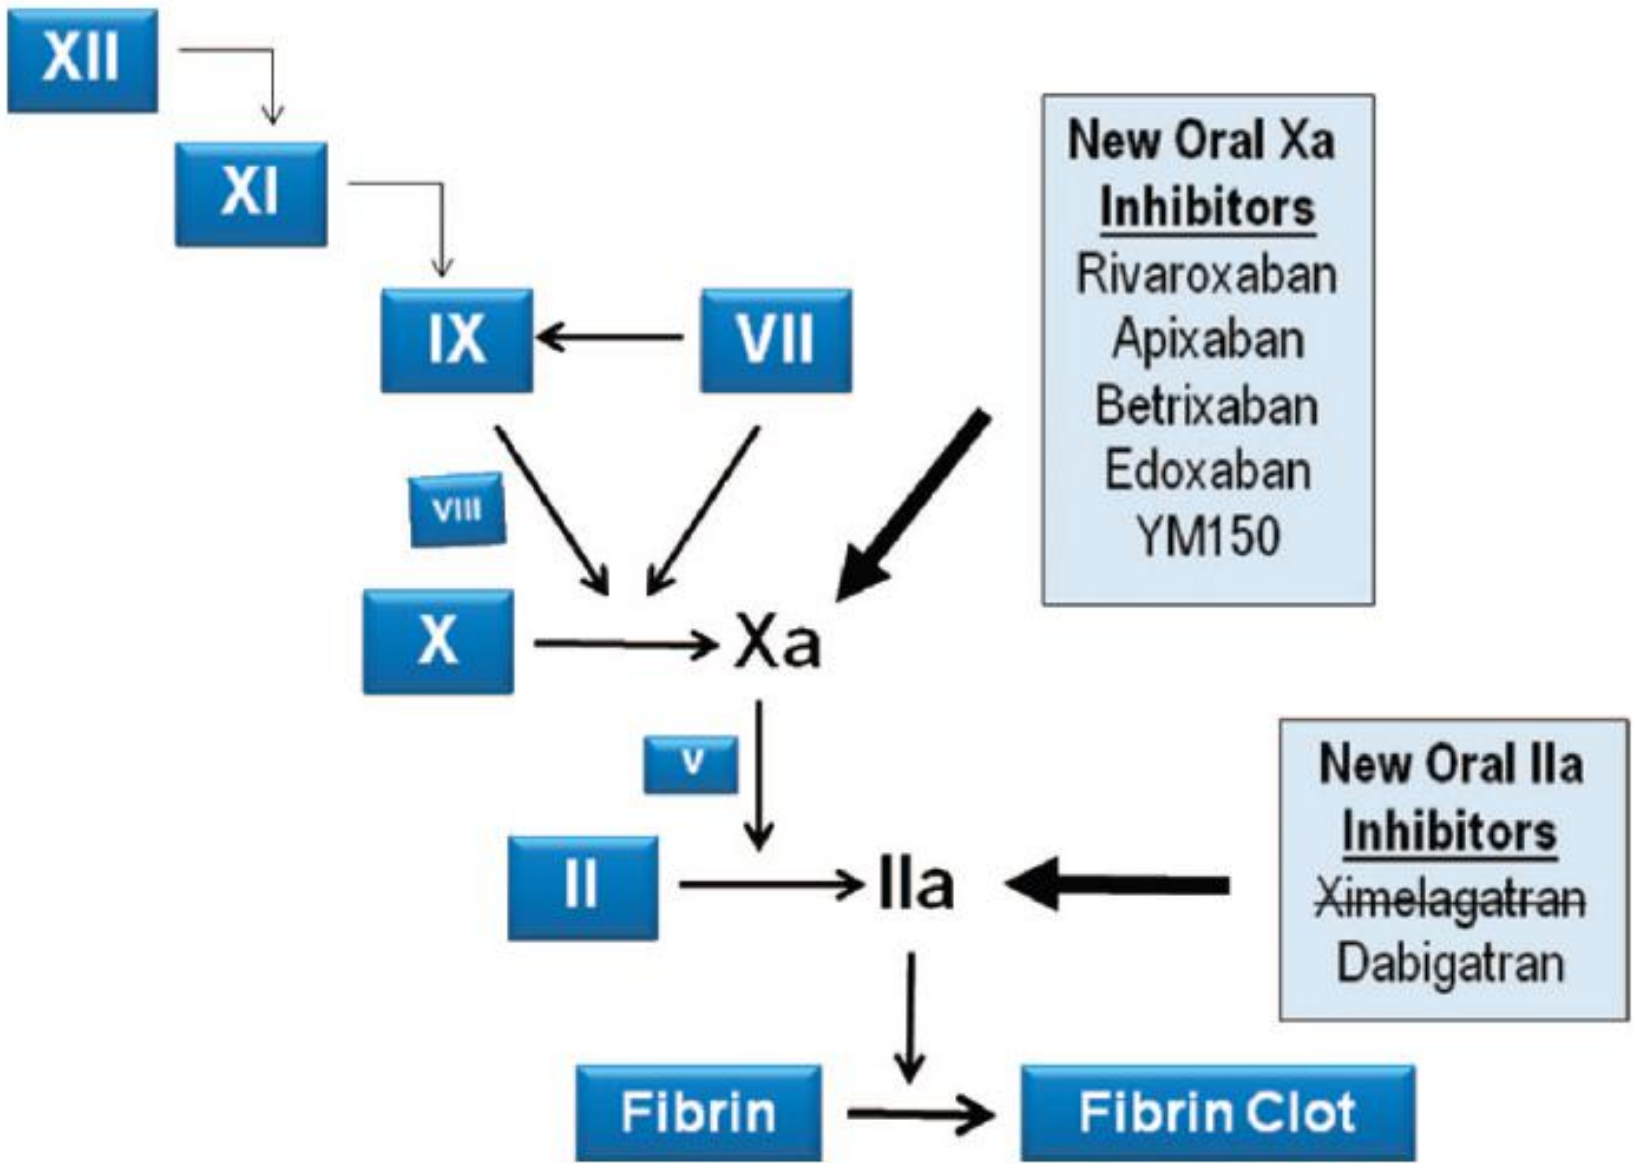 XII
XI
New Oral Xa
Inhibitors
Rivaroxaban
Apixaban
Betrixaban
Edoxaban
YM150
IX
VII
VIII
X
Xa
V
New Oral IIa
Inhibitors
Ximelagatran
Dabigatran
II
IIa
Fibrin
Fibrin Clot